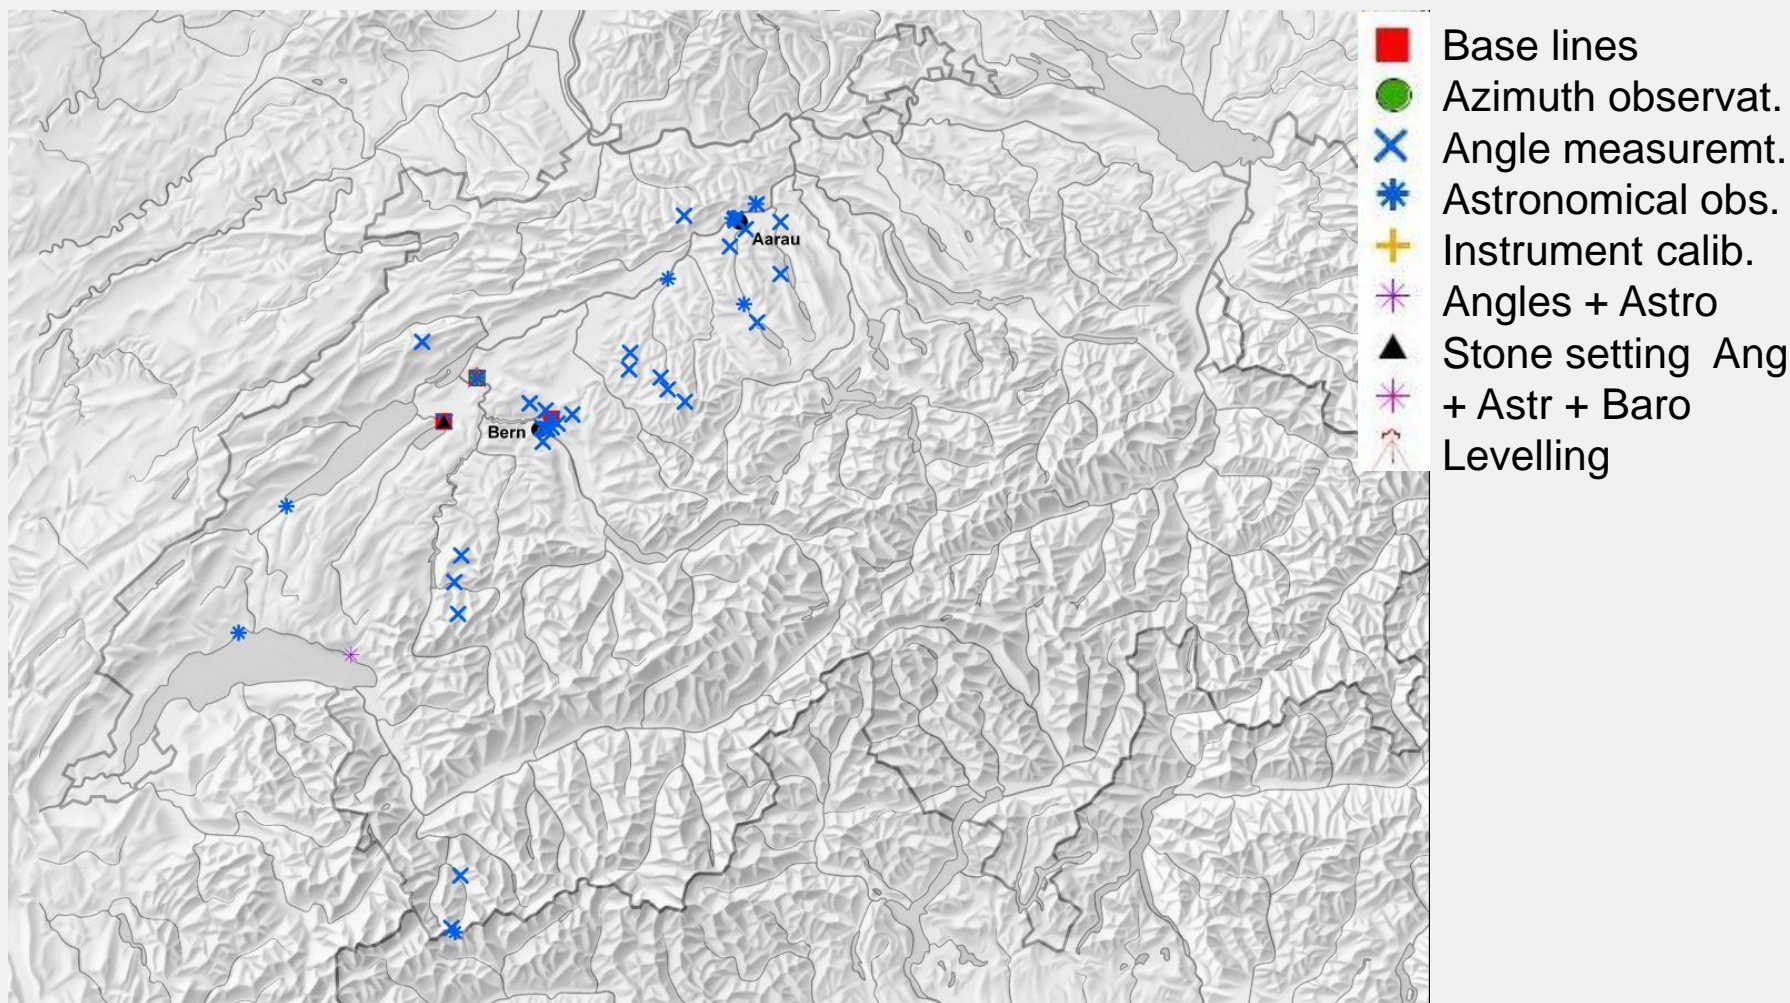 Base lines
Azimuth observat.
Angle measuremt.
Astronomical obs.
Instrument calib.
Angles + Astro
Stone setting Ang
+ Astr + Baro
Levelling
Aarau
Bern